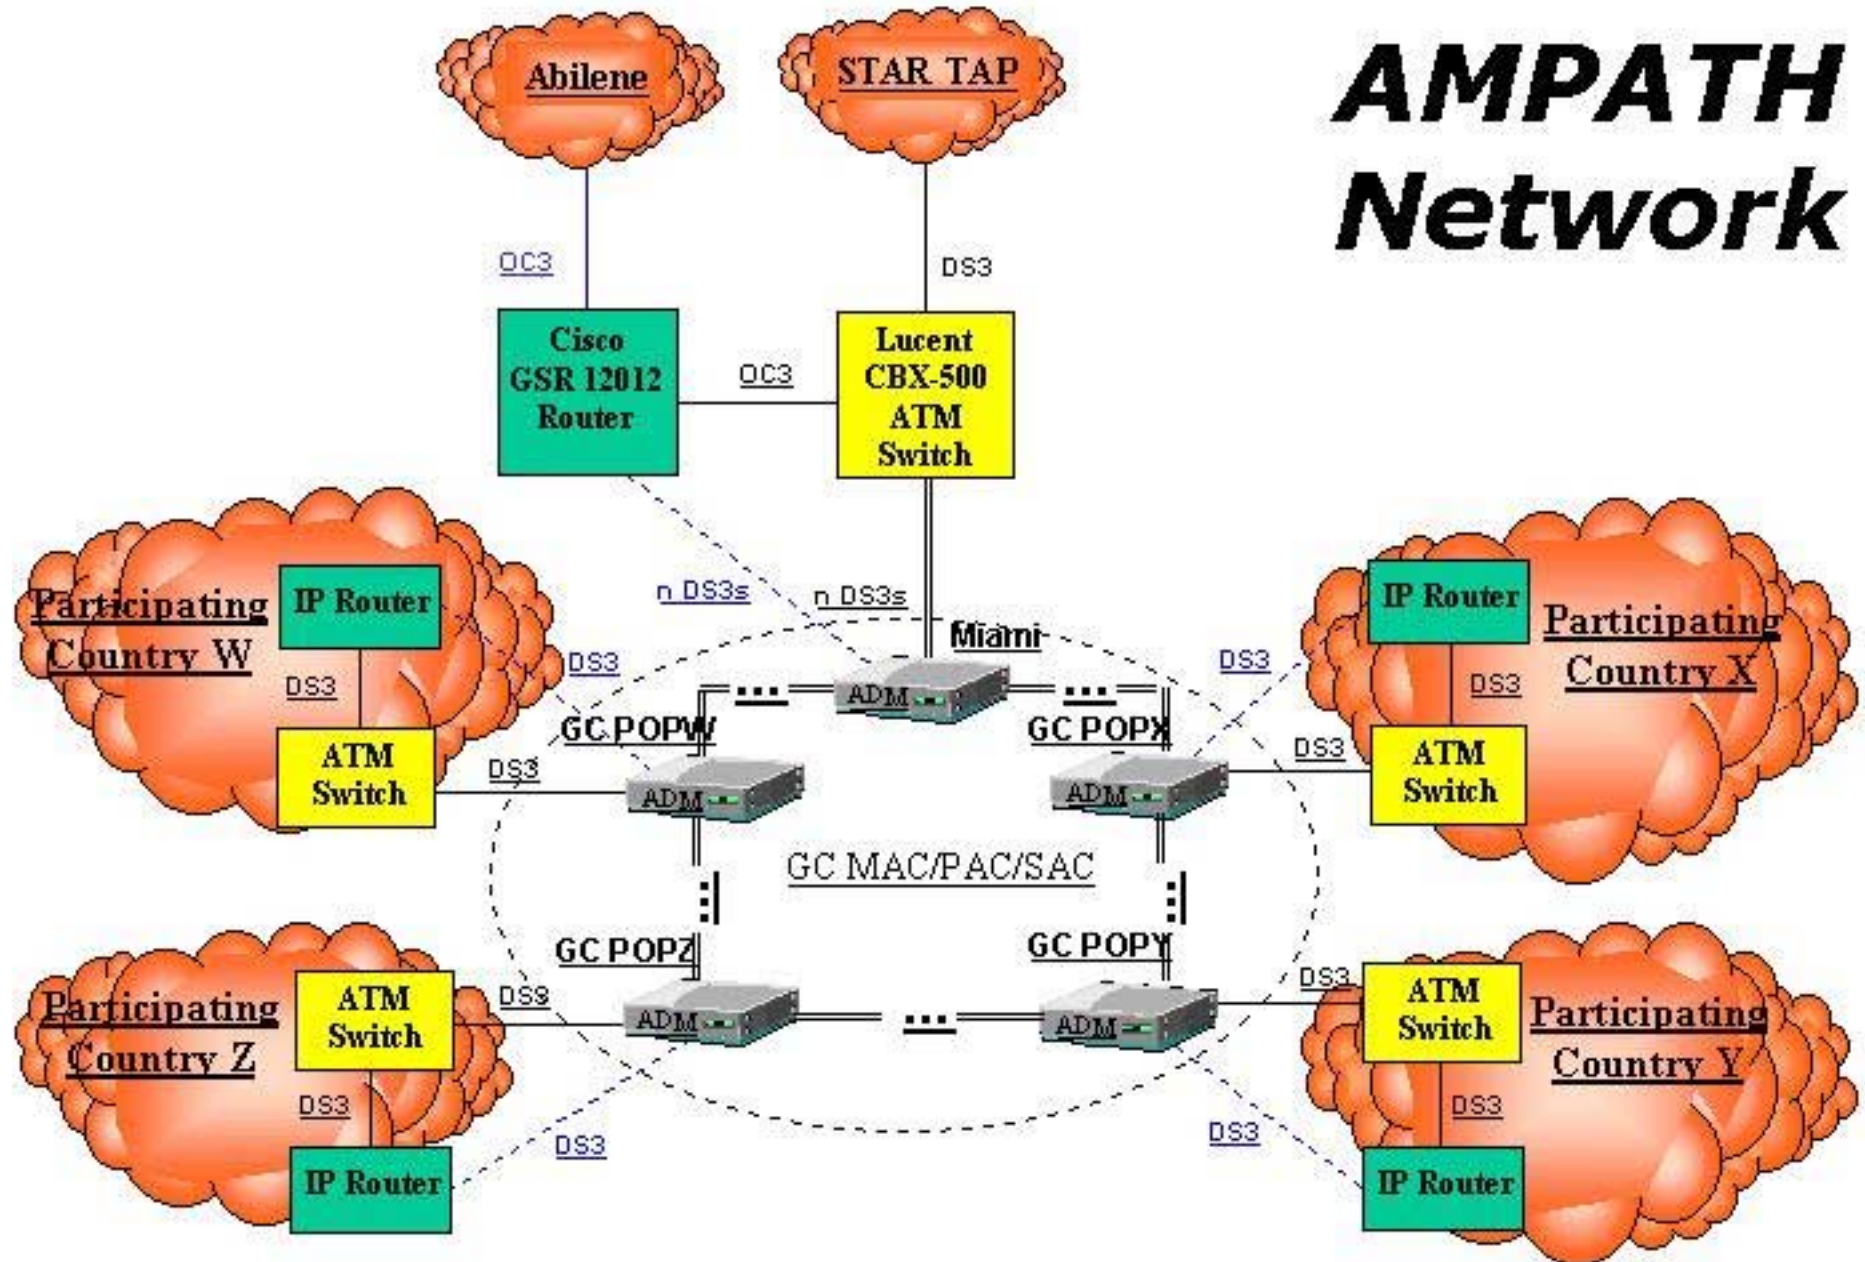 AMPATH
Network
Abilene
STAR TAP
OC3
DS3
Cisco
GSR 12012
Router
OC3
Lucent
CBX-500
ATM
Switch
n DS3s
n DS3s
Miami
ADM
Participating
Country W
IP Router
DS3
ATM
Switch
DS3
DS3
GC POPW
ADM
Participating
Country X
IP Router
DS3
ATM
Switch
DS3
DS3
GC POPX
ADM
GC MAC/PAC/SAC
Participating
Country Z
ATM
Switch
DS3
IP Router
DS3
DS3
GC POPZ
ADM
Participating
Country Y
ATM
Switch
DS3
IP Router
DS3
DS3
GC POPY
ADM